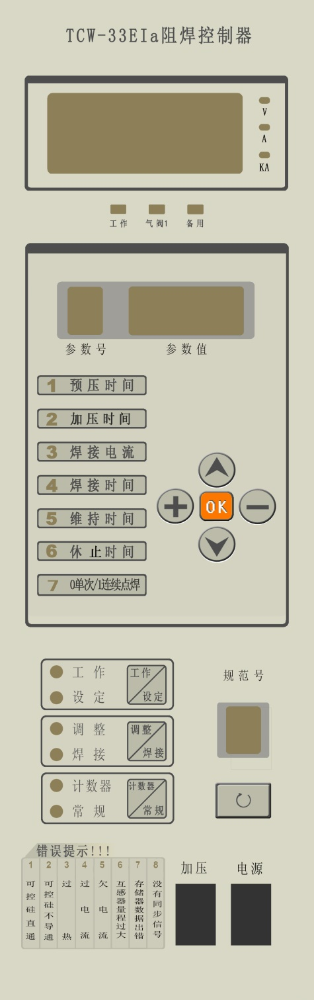 TCW-33EIa阻焊控制器
V
A
KA
工作 气阀1 备用
参数号 参数值
1 预压时间
2 加压时间
3 焊接电流
4 焊接时间
5 维持时间
6 休止时间
7 0单次/1连续点焊
OK
工作
设定
工作
设定
调整
焊接
调整
焊接
计数器
常规
计数器
常规
规范号
错误提示!!!
1 可控硅直通
2 可控硅不导通
3 过热
4 过电流
5 欠电流
6 互感器量程过大
7 存储器数据出错
8 没有同步信号
加压 电源